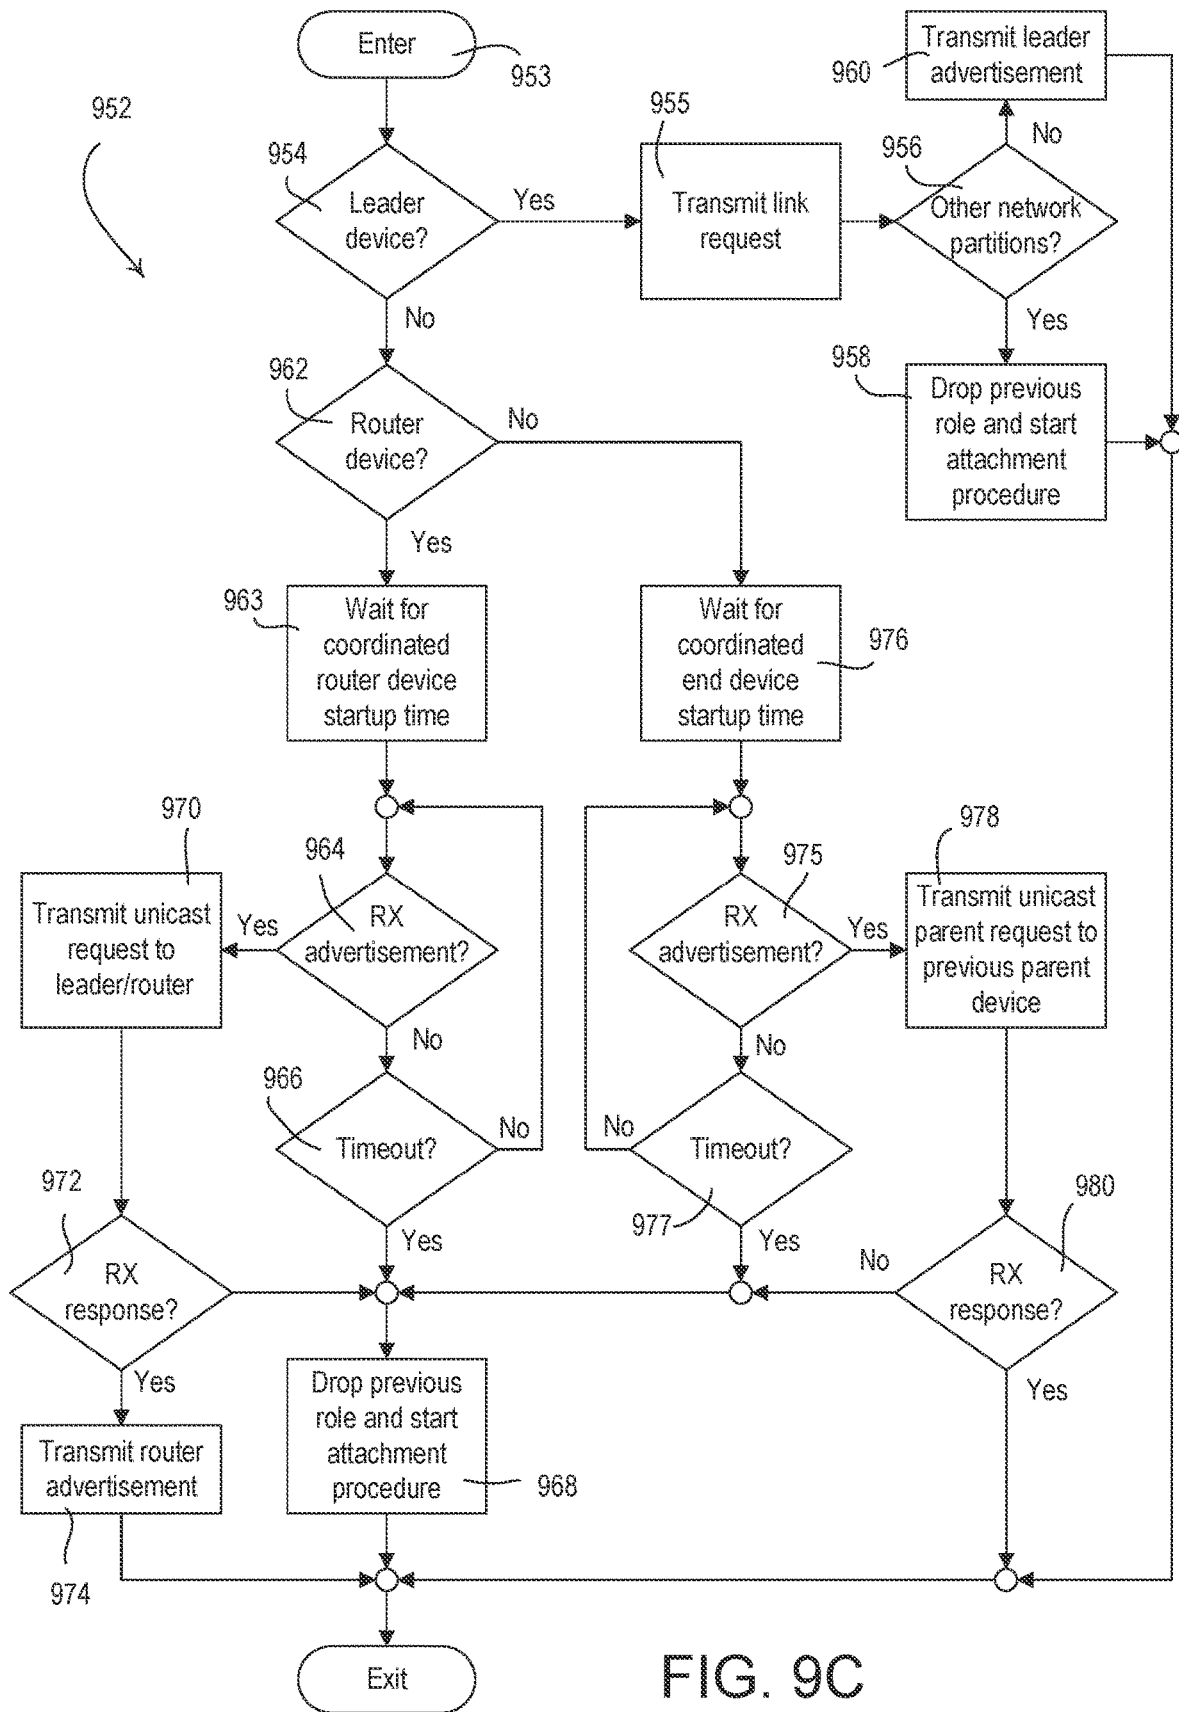 Enter
953
Transmit leader
advertisement
960
952
955
No
954
956
Leader
device?
Yes
Transmit link
request
Other network
partitions?
No
Yes
962
958
Router
device?
No
Drop previous
role and start
attachment
procedure
Yes
963
Wait for
coordinated
router device
startup time
Wait for
coordinated
end device
startup time
976
970
964
975
978
Transmit unicast
request to
leader/router
Yes
RX
advertisement?
RX
advertisement?
Yes
Transmit unicast
parent request to
previous parent
device
No
No
966
Timeout?
No
No
Timeout?
972
977
980
Yes
Yes
No
RX
response?
RX
response?
Yes
Yes
Drop previous
role and start
attachment
procedure
968
Transmit router
advertisement
974
Exit
FIG. 9C